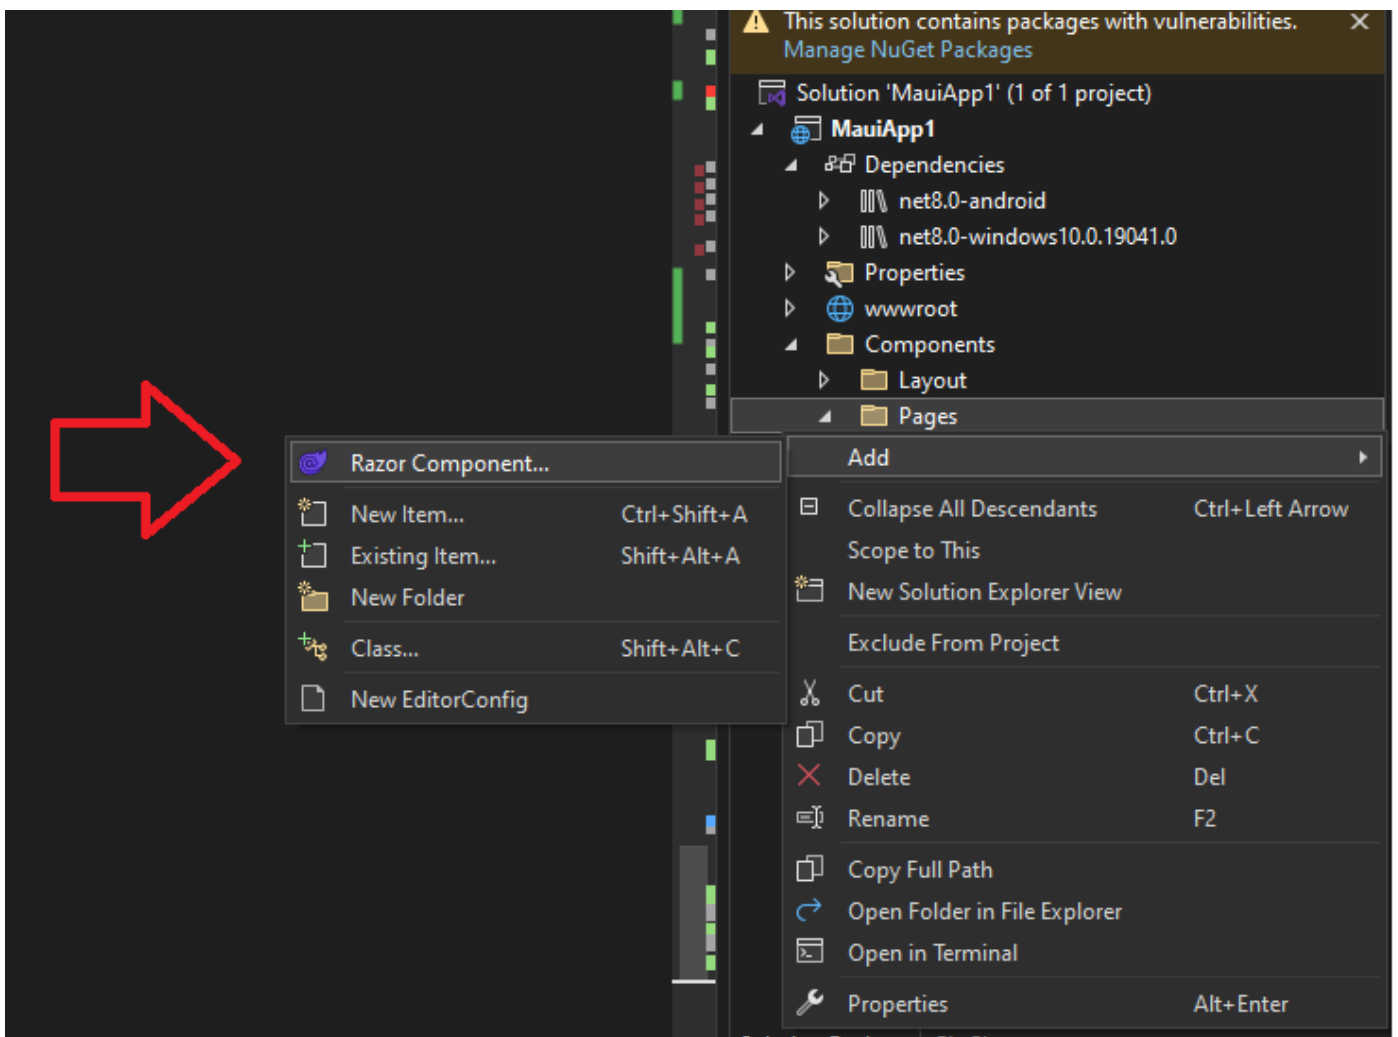 This solution contains packages with vulnerabilities.
Manage NuGet Packages
Solution 'MauiApp1' (1 of 1 project)
MauiApp1
Dependencies
net8.0-android
net8.0-windows10.0.19041.0
Properties
wwwroot
Components
Layout
Pages
Razor Component...
New Item... Ctrl+Shift+A
Existing Item... Shift+Alt+A
New Folder
Class... Shift+Alt+C
New EditorConfig
Add
Collapse All Descendants Ctrl+Left Arrow
Scope to This
New Solution Explorer View
Exclude From Project
Cut Ctrl+X
Copy Ctrl+C
Delete Del
Rename F2
Copy Full Path
Open Folder in File Explorer
Open in Terminal
Properties Alt+Enter